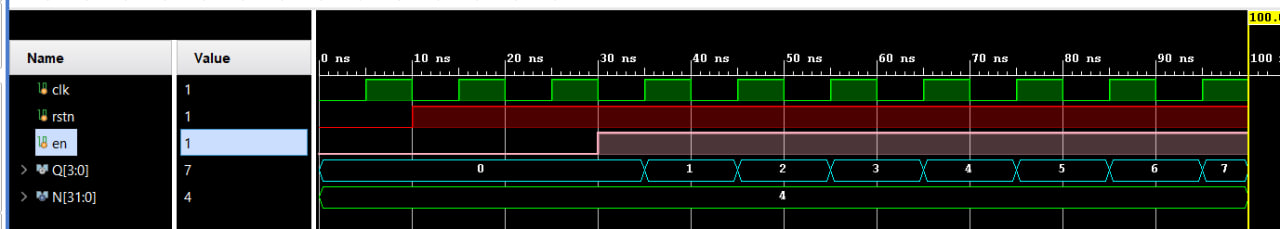 100.
Name Value 0 ns 10 ns 20 ns 30 ns 40 ns 50 ns 60 ns 70 ns 80 ns 90 ns 100
clk 1
rstn 1
en 1
Q[3:0] 7 0 1 2 3 4 5 6 7
N[31:0] 4 4